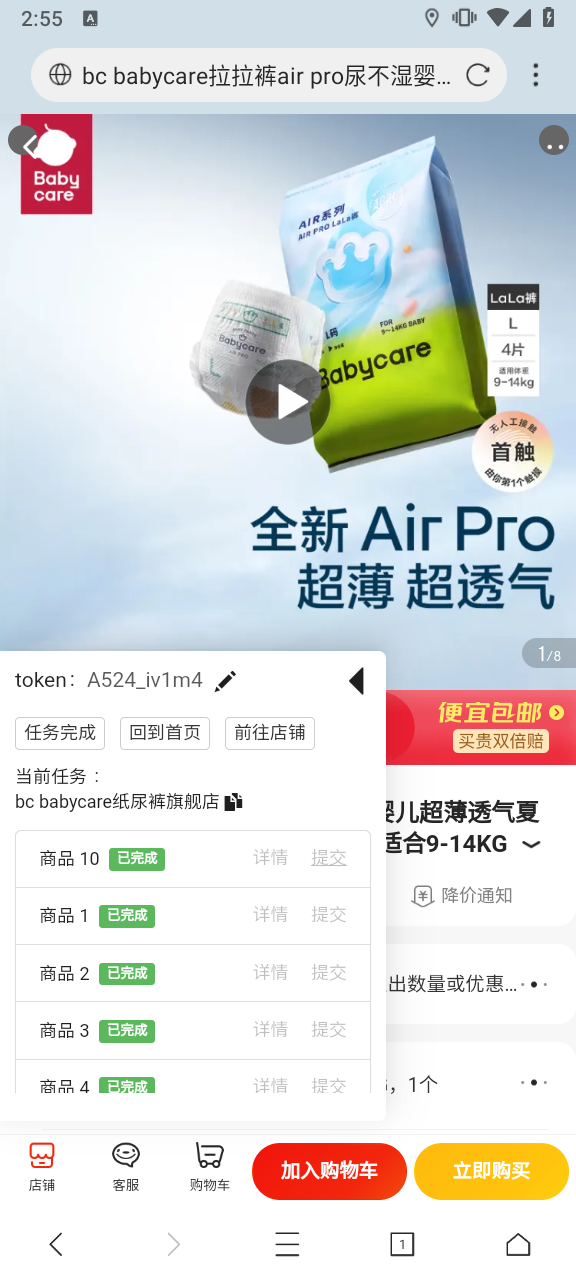 2:55
A
bc babycare拉拉裤air pro尿不湿婴...
Baby
care
AIR系列
AIR PRO LaLa裤
FOR
9~14KG BABY
Babycare
AIR PRO
Babycare
LaLa裤
L
4片
适用体重
9-14kg
无人工接触
首触
由你第1个触摸
全新 Air Pro
超薄 超透气
1/8
token： A524_iv1m4
便宜包邮
买贵双倍赔
任务完成
回到首页
前往店铺
当前任务：
bc babycare纸尿裤旗舰店
婴儿超薄透气夏
适合9-14KG
降价通知
商品 10 已完成 详情 提交
商品 1 已完成 详情 提交
商品 2 已完成 详情 提交
商品 3 已完成 详情 提交
商品 4 已完成 详情 提交
出数量或优惠...
，1个
店铺
客服
购物车
加入购物车
立即购买
1